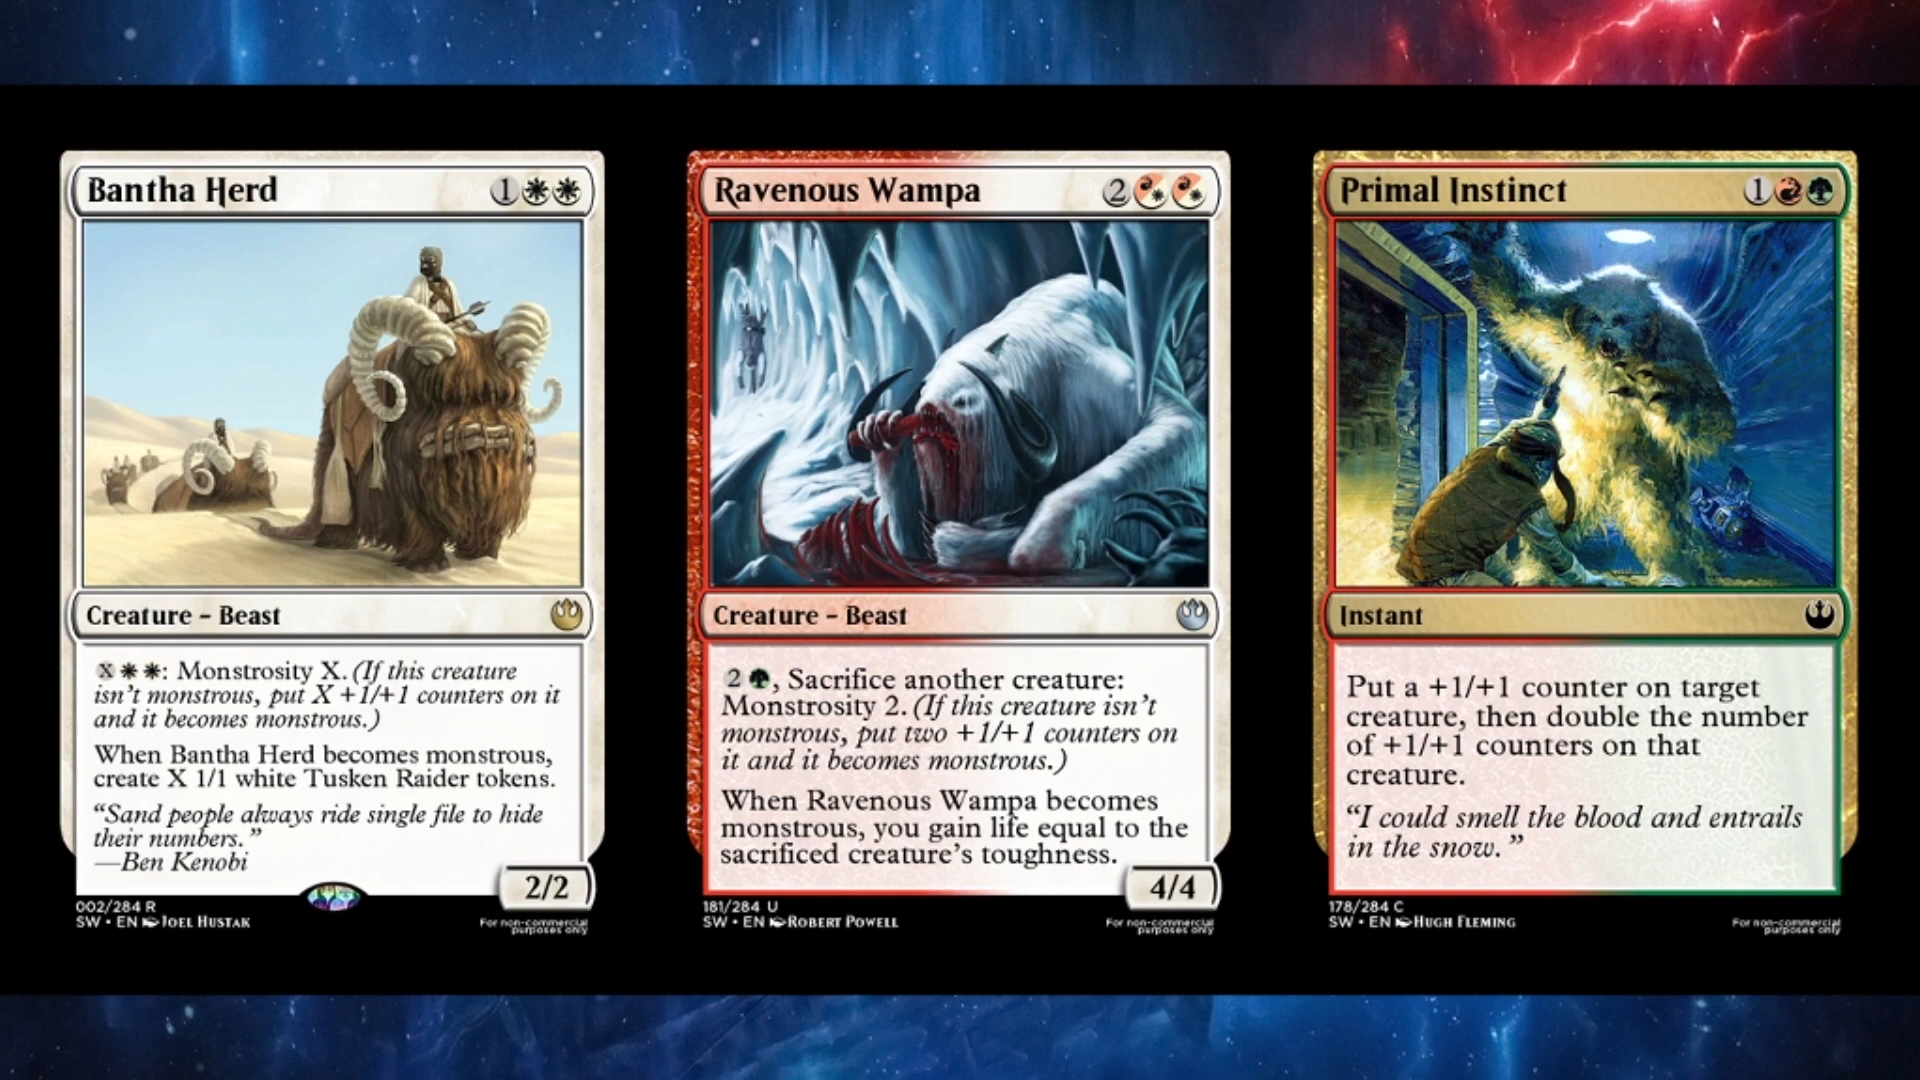 Bantha Herd 1
Creature – Beast
X: Monstrosity X. (If this creature
isn't monstrous, put X +1/+1 counters on it
and it becomes monstrous.)
When Bantha Herd becomes monstrous,
create X 1/1 white Tusken Raider tokens.
“Sand people always ride single file to hide
their numbers.”
—Ben Kenobi
2/2
002/284 R
SW • EN JOEL HUSTAK
For non-commercial
purposes only
Ravenous Wampa 2
Creature – Beast
2, Sacrifice another creature:
Monstrosity 2. (If this creature isn't
monstrous, put two +1/+1 counters on
it and it becomes monstrous.)
When Ravenous Wampa becomes
monstrous, you gain life equal to the
sacrificed creature's toughness.
4/4
181/284 U
SW • EN ROBERT POWELL
For non-commercial
purposes only
Primal Instinct 1
Instant
Put a +1/+1 counter on target
creature, then double the number
of +1/+1 counters on that
creature.
“I could smell the blood and entrails
in the snow.”
178/284 C
SW • EN HUGH FLEMING
For non-commercial
purposes only